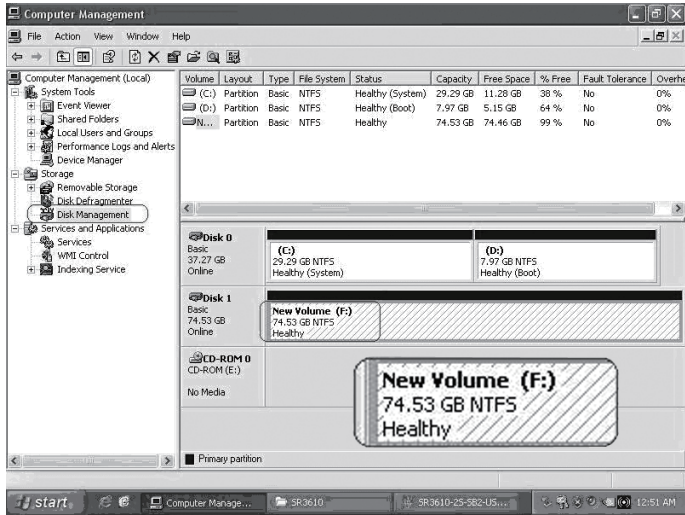 Computer Management
File Action View Window Help
Computer Management (Local)
System Tools
Event Viewer
Shared Folders
Local Users and Groups
Performance Logs and Alerts
Device Manager
Storage
Removable Storage
Disk Defragmenter
Disk Management
Services and Applications
Services
WMI Control
Indexing Service
Volume Layout Type File System Status Capacity Free Space % Free Fault Tolerance Overhe
(C:) Partition Basic NTFS Healthy (System) 29.29 GB 11.28 GB 38 % No 0%
(D:) Partition Basic NTFS Healthy (Boot) 7.97 GB 5.15 GB 64 % No 0%
N... Partition Basic NTFS Healthy 74.53 GB 74.46 GB 99 % No 0%
Disk 0
Basic
37.27 GB
Online
(C:)
29.29 GB NTFS
Healthy (System)
(D:)
7.97 GB NTFS
Healthy (Boot)
Disk 1
Basic
74.53 GB
Online
New Volume (F:)
74.53 GB NTFS
Healthy
CD-ROM 0
CD-ROM (E:)
No Media
New Volume (F:)
74.53 GB NTFS
Healthy
Primary partition
start Computer Manage... SR3610 SR3610-2S-SB2-US... 12:51 AM